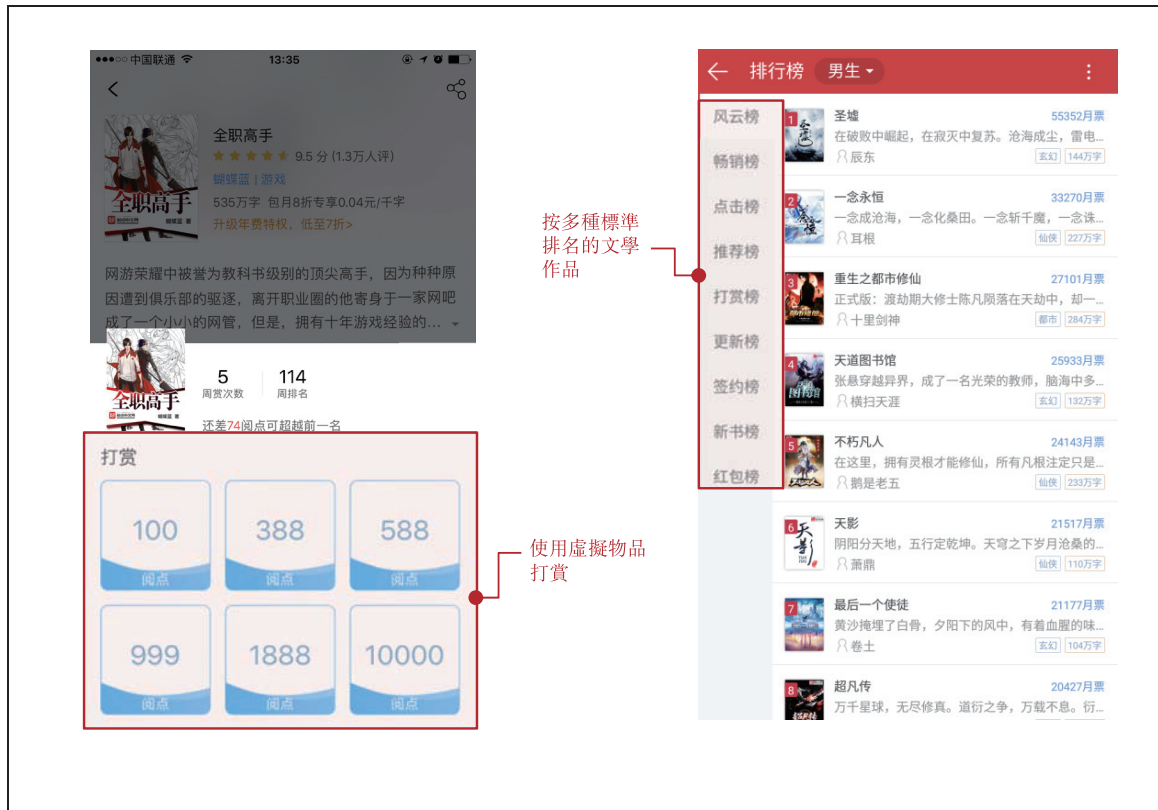 中国联通
13:35
全职高手
9.5 分 (1.3万人评)
蝴蝶蓝 | 游戏
535万字 包月8折专享0.04元/千字
升级年费特权，低至7折>
全职高手
蝴蝶蓝 著
网游荣耀中被誉为教科书级别的顶尖高手，因为种种原
因遭到俱乐部的驱逐，离开职业圈的他寄身于一家网吧
成了一个小小的网管，但是，拥有十年游戏经验的...
全职高手
蝴蝶蓝 著
5
周赏次数
114
周排名
还差74阅点可超越前一名
打赏
100
阅点
388
阅点
588
阅点
999
阅点
1888
阅点
10000
阅点
使用虛擬物品
打賞
按多種標準
排名的文學
作品
排行榜
男生
风云榜
畅销榜
点击榜
推荐榜
打赏榜
更新榜
签约榜
新书榜
红包榜
1
圣墟
55352月票
在破败中崛起，在寂灭中复苏。沧海成尘，雷电...
辰东
玄幻
144万字
2
一念永恒
33270月票
一念成沧海，一念化桑田。一念斩千魔，一念诛...
耳根
仙侠
227万字
3
重生之都市修仙
27101月票
正式版：渡劫期大修士陈凡陨落在天劫中，却一...
十里剑神
都市
284万字
4
天道图书馆
25933月票
张悬穿越异界，成了一名光荣的教师，脑海中多...
横扫天涯
玄幻
132万字
5
不朽凡人
24143月票
在这里，拥有灵根才能修仙，所有凡根注定只是...
鹅是老五
仙侠
233万字
6
天影
21517月票
阴阳分天地，五行定乾坤。天穹之下岁月沧桑的...
萧鼎
仙侠
110万字
7
最后一个使徒
21177月票
黄沙掩埋了白骨，夕阳下的风中，有着血腥的味...
卷土
玄幻
104万字
8
超凡传
20427月票
万千星球，无尽修真。道衍之争，万载不息。衍...